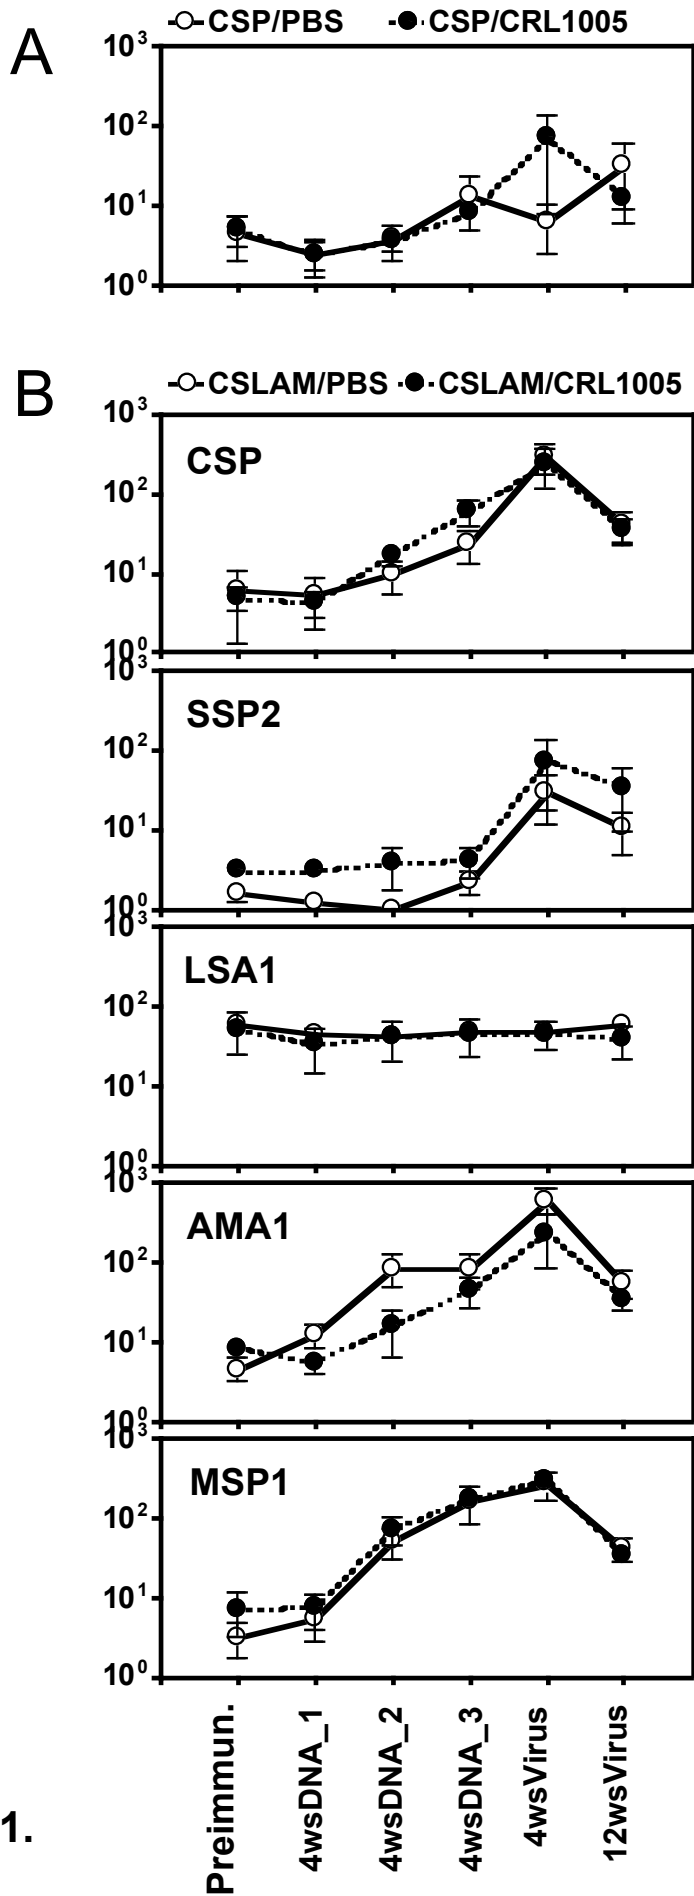 A
CSP/PBS CSP/CRL1005
10³
10²
10¹
10⁰
B
CSLAM/PBS CSLAM/CRL1005
10³
CSP
10²
10¹
10⁰
10³
SSP2
10²
10¹
10⁰
10³
LSA1
10²
10¹
10⁰
10³
AMA1
10²
10¹
10⁰
10³
MSP1
10²
10¹
10⁰
Preimmun.
4wsDNA_1
4wsDNA_2
4wsDNA_3
4wsVirus
12wsVirus
1.